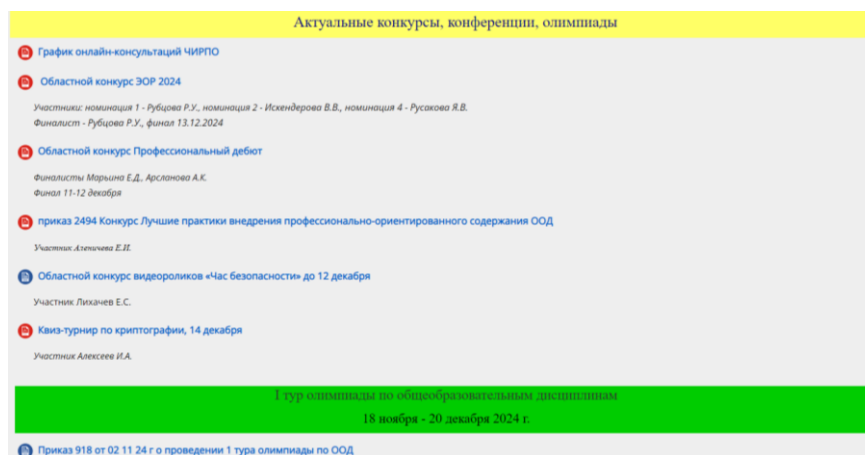 Актуальные конкурсы, конференции, олимпиады
График онлайн-консультаций ЧИРПО
Областной конкурс ЭОР 2024
Участники: номинация 1 - Рубцова Р.У., номинация 2 - Искендерова В.В., номинация 4 - Русакова Я.В.
Финалист - Рубцова Р.У., финал 13.12.2024
Областной конкурс Профессиональный дебют
Финалисты Марьина Е.Д., Арсланова А.К.
Финал 11-12 декабря
приказ 2494 Конкурс Лучшие практики внедрения профессионально-ориентированного содержания ООД
Участник Аленичева Е.И.
Областной конкурс видеороликов «Час безопасности» до 12 декабря
Участник Лихачев Е.С.
Квиз-турнир по криптографии, 14 декабря
Участник Алексеев И.А.
I тур олимпиады по общеобразовательным дисциплинам
18 ноября - 20 декабря 2024 г.
Приказ 918 от 02 11 24 г о проведении 1 тура олимпиады по ООД